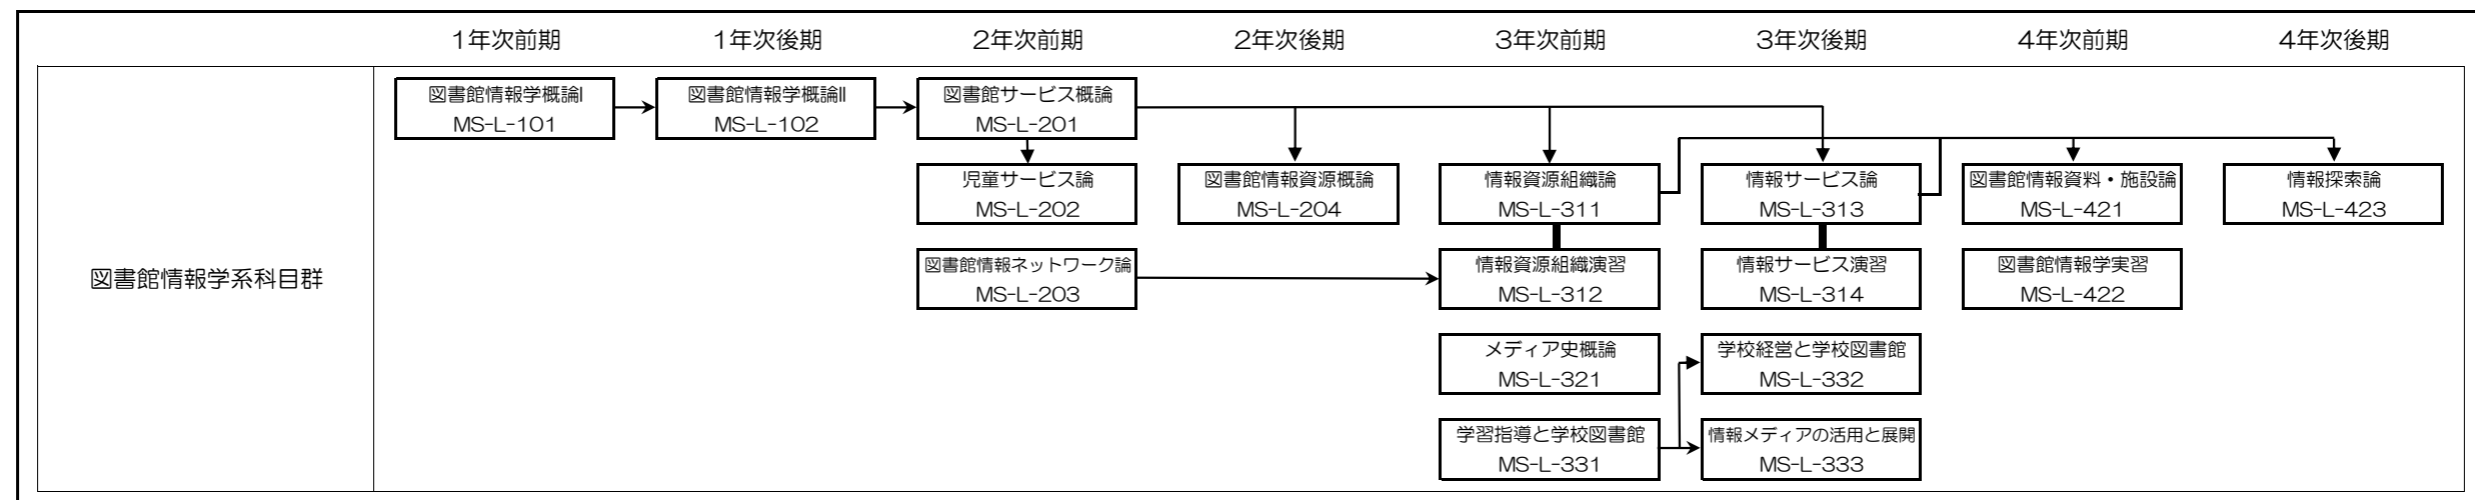 1年次前期 1年次後期 2年次前期 2年次後期 3年次前期 3年次後期 4年次前期 4年次後期
図書館情報学系科目群
図書館情報学概論I
MS-L-101
図書館情報学概論II
MS-L-102
図書館サービス概論
MS-L-201
児童サービス論
MS-L-202
図書館情報資源概論
MS-L-204
情報資源組織論
MS-L-311
情報サービス論
MS-L-313
図書館情報資料・施設論
MS-L-421
情報探索論
MS-L-423
図書館情報ネットワーク論
MS-L-203
情報資源組織演習
MS-L-312
情報サービス演習
MS-L-314
図書館情報学実習
MS-L-422
メディア史概論
MS-L-321
学校経営と学校図書館
MS-L-332
学習指導と学校図書館
MS-L-331
情報メディアの活用と展開
MS-L-333